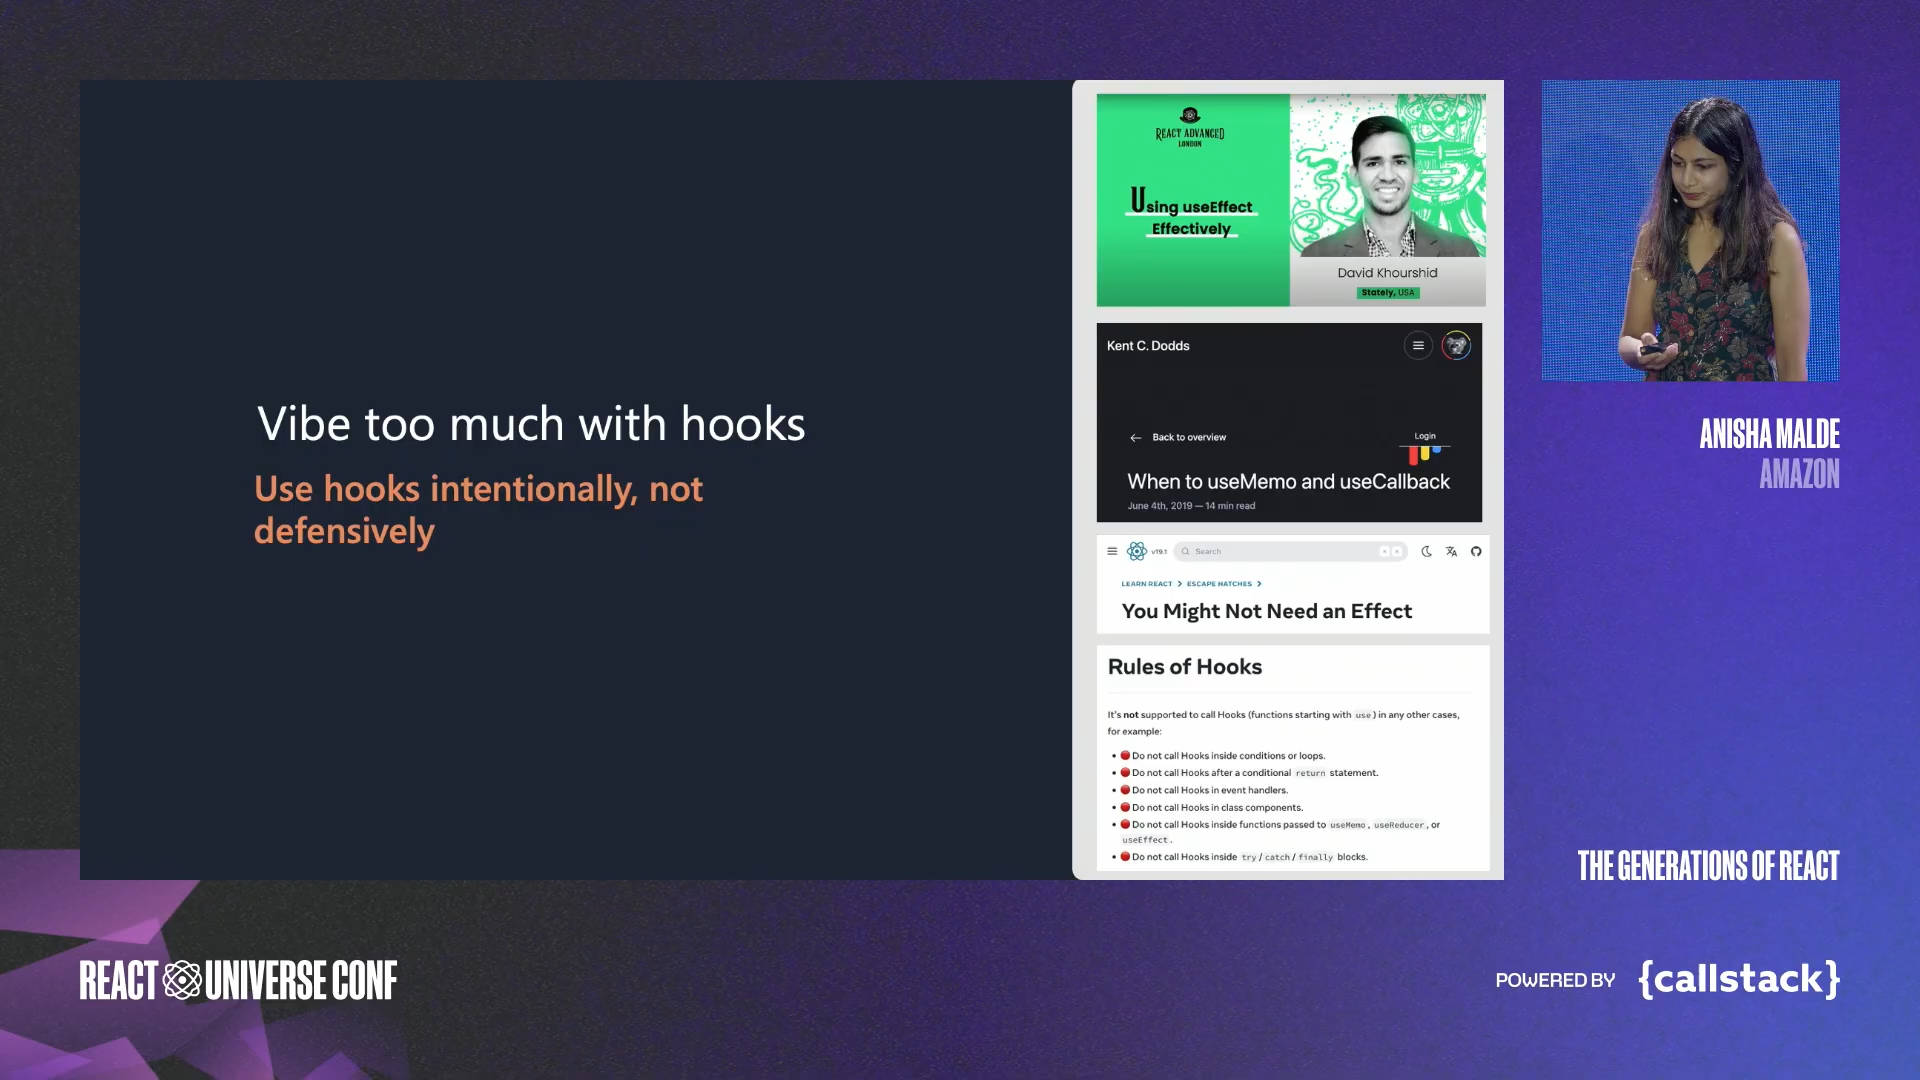 Vibe too much with hooks
Use hooks intentionally, not
defensively
REACT ADVANCED
LONDON
Using useEffect
Effectively
David Khourshid
Stately, USA
Kent C. Dodds
Back to overview
Login
When to useMemo and useCallback
June 4th, 2019 — 14 min read
v19.1
Search
LEARN REACT > ESCAPE HATCHES >
You Might Not Need an Effect
Rules of Hooks
It's not supported to call Hooks (functions starting with use) in any other cases,
for example:
• 🔴 Do not call Hooks inside conditions or loops.
• 🔴 Do not call Hooks after a conditional return statement.
• 🔴 Do not call Hooks in event handlers.
• 🔴 Do not call Hooks in class components.
• 🔴 Do not call Hooks inside functions passed to useMemo, useReducer, or
useEffect.
• 🔴 Do not call Hooks inside try/catch/finally blocks.
ANISHA MALDE
AMAZON
THE GENERATIONS OF REACT
REACT UNIVERSE CONF
POWERED BY {callstack}